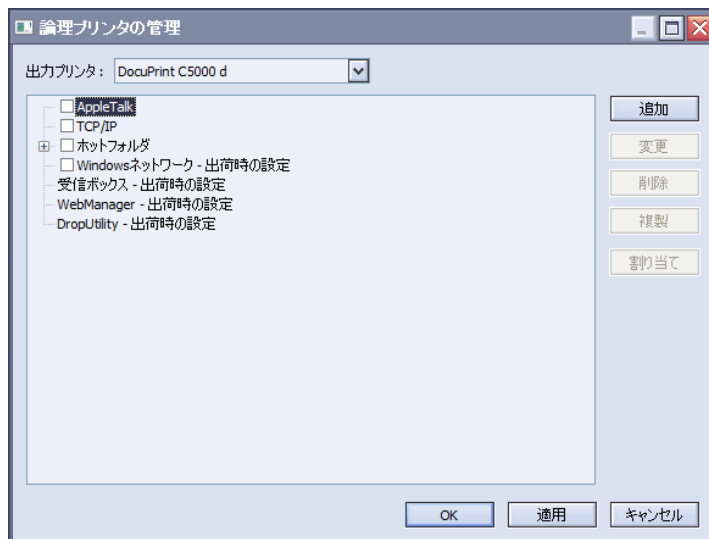 論理プリンタの管理
出力プリンタ： DocuPrint C5000 d
AppleTalk
TCP/IP
ホットフォルダ
Windowsネットワーク - 出荷時の設定
受信ボックス - 出荷時の設定
WebManager - 出荷時の設定
DropUtility - 出荷時の設定
追加
変更
削除
複製
割り当て
OK
適用
キャンセル